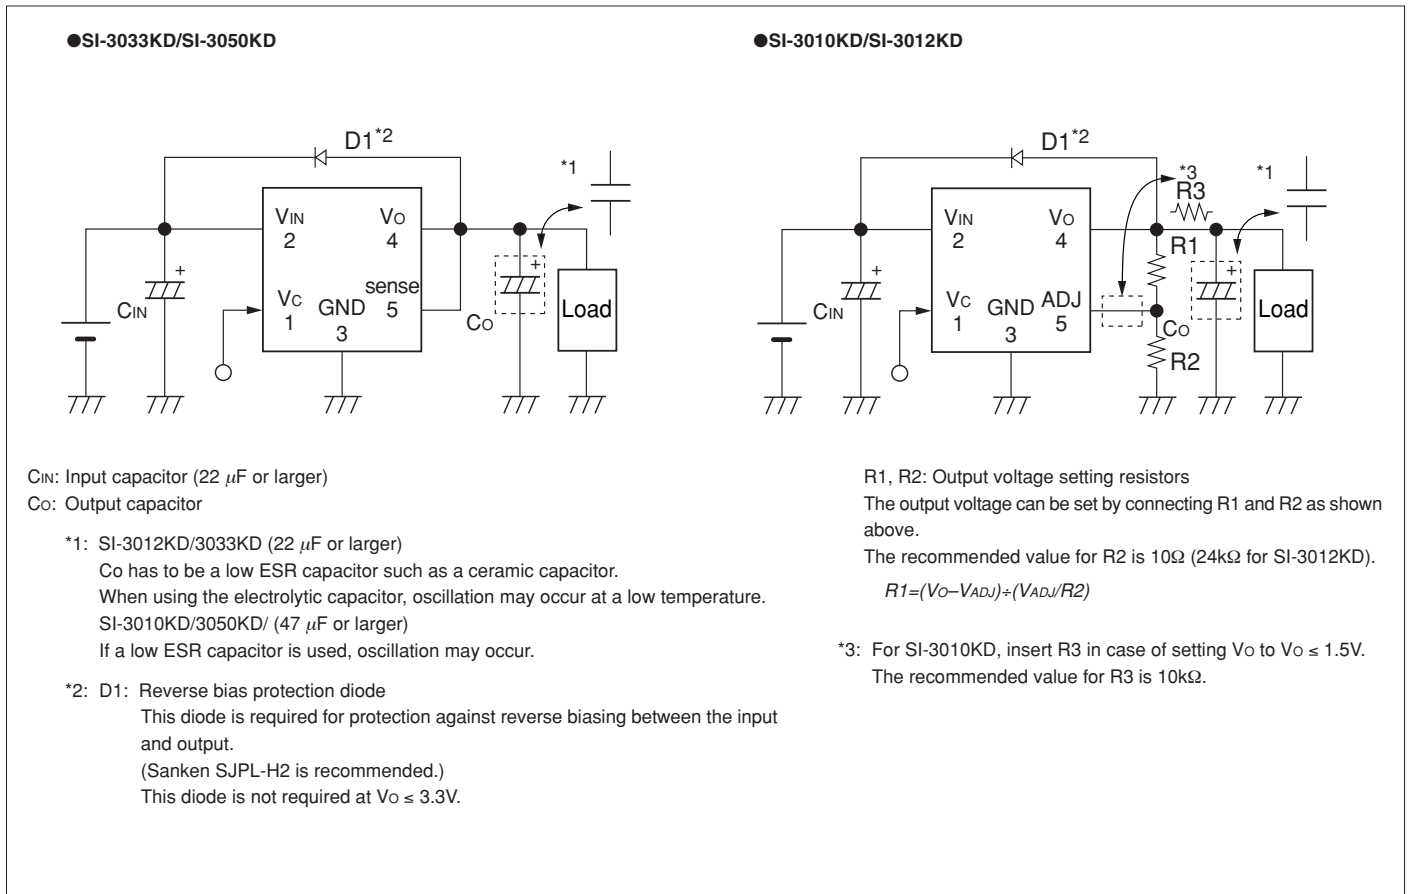 ●SI-3033KD/SI-3050KD
D1*2
*1
VIN
2
VO
4
sense
5
VC
1
GND
3
CIN
+
CO
+
Load
●SI-3010KD/SI-3012KD
D1*2
*3
R3
*1
VIN
2
VO
4
R1
VC
1
GND
3
ADJ
5
CIN
+
CO
+
R2
Load
CIN: Input capacitor (22 μF or larger)
CO: Output capacitor
*1: SI-3012KD/3033KD (22 μF or larger)
Co has to be a low ESR capacitor such as a ceramic capacitor.
When using the electrolytic capacitor, oscillation may occur at a low temperature.
SI-3010KD/3050KD/ (47 μF or larger)
If a low ESR capacitor is used, oscillation may occur.
*2: D1: Reverse bias protection diode
This diode is required for protection against reverse biasing between the input
and output.
(Sanken SJPL-H2 is recommended.)
This diode is not required at VO ≤ 3.3V.
R1, R2: Output voltage setting resistors
The output voltage can be set by connecting R1 and R2 as shown
above.
The recommended value for R2 is 10Ω (24kΩ for SI-3012KD).
R1=(VO–VADJ)÷(VADJ/R2)
*3: For SI-3010KD, insert R3 in case of setting VO to VO ≤ 1.5V.
The recommended value for R3 is 10kΩ.